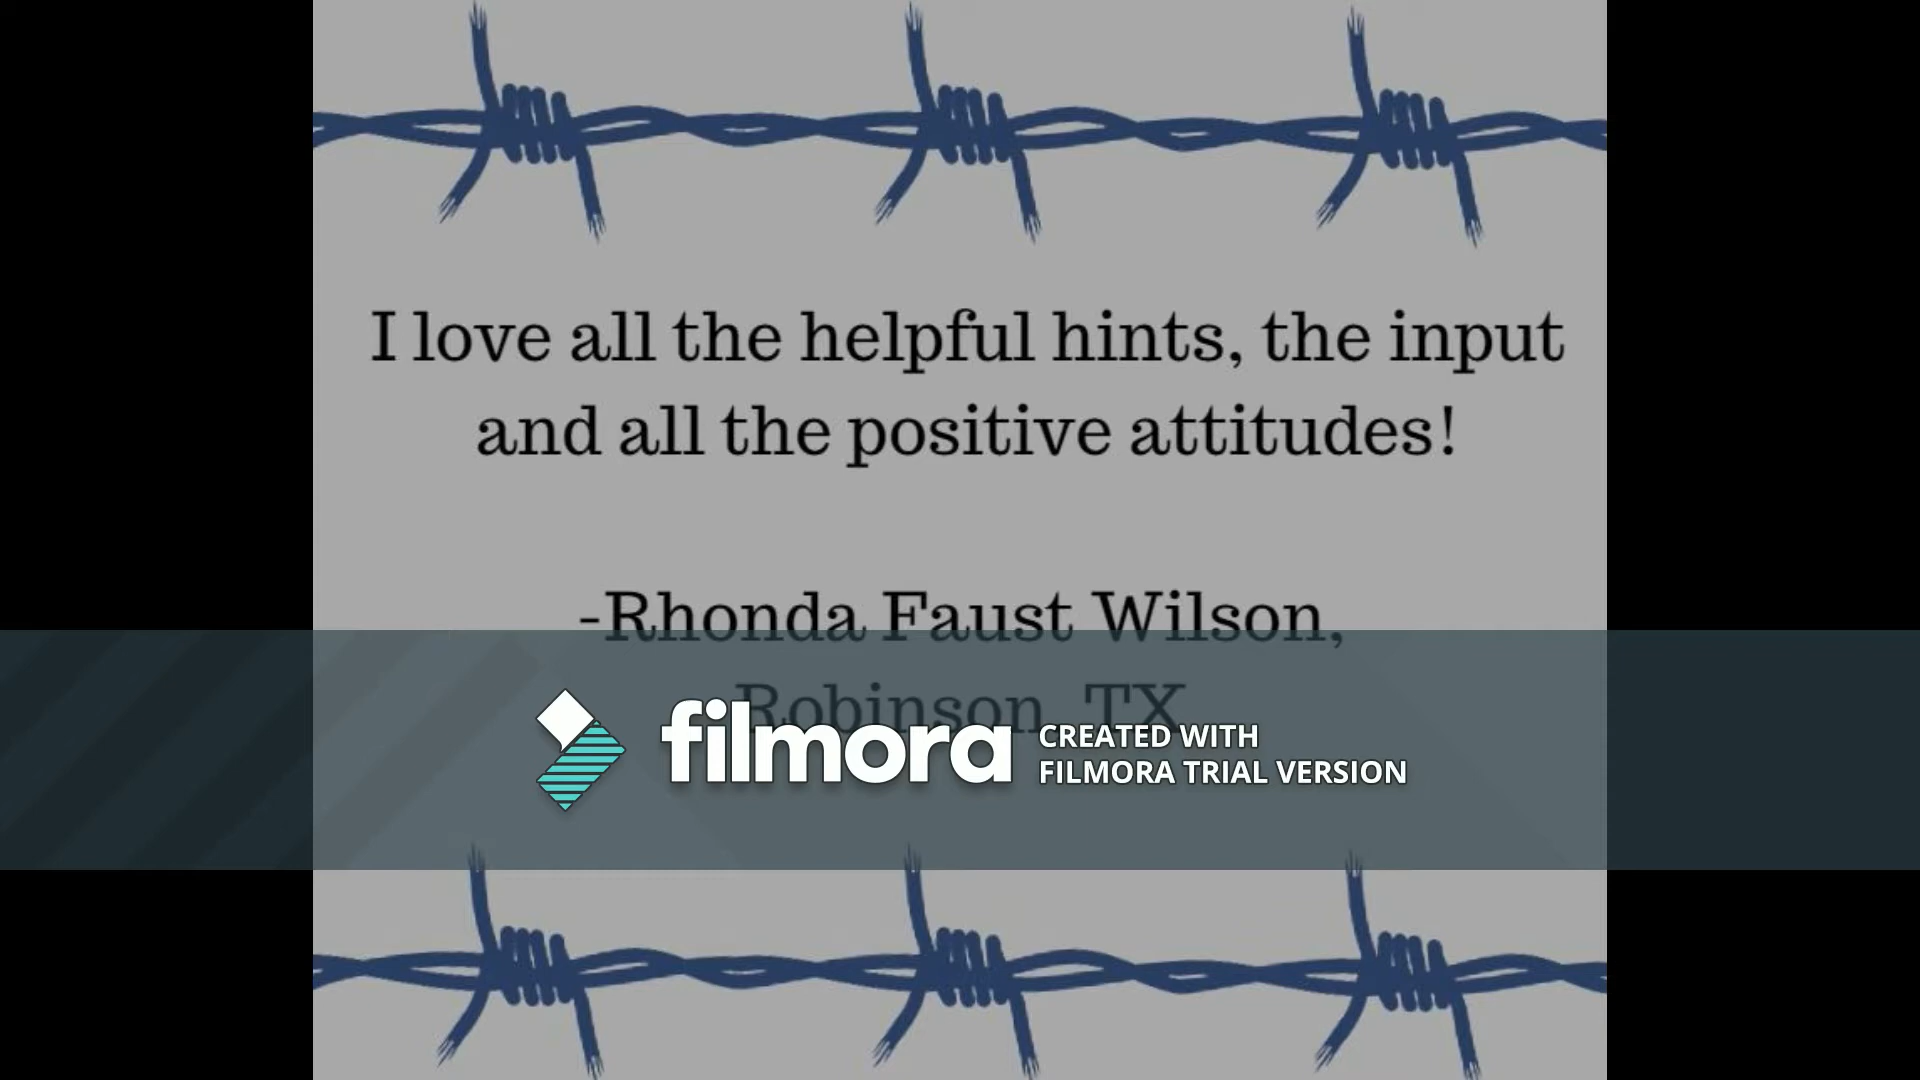 I love all the helpful hints, the input
and all the positive attitudes!
-Rhonda Faust Wilson,
Robinson, TX
filmora
CREATED WITH
FILMORA TRIAL VERSION